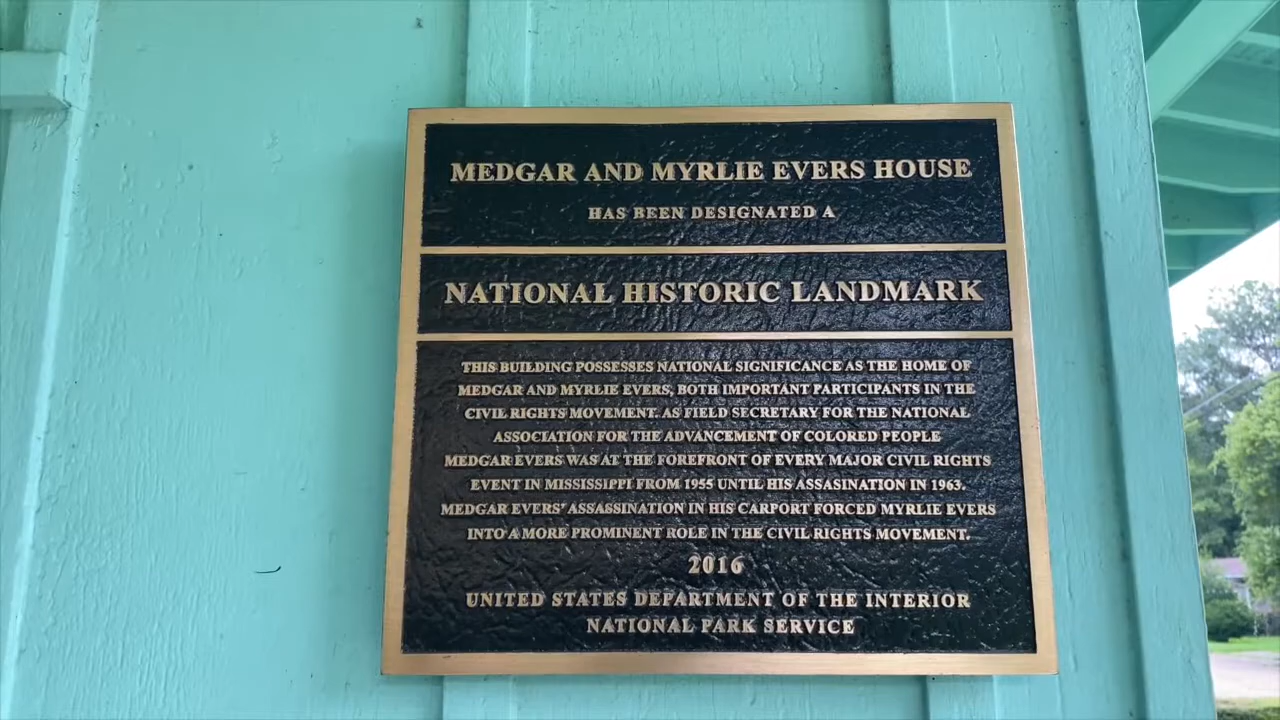 MEDGAR AND MYRLIE EVERS HOUSE
HAS BEEN DESIGNATED A
NATIONAL HISTORIC LANDMARK
THIS BUILDING POSSESSES NATIONAL SIGNIFICANCE AS THE HOME OF
MEDGAR AND MYRLIE EVERS, BOTH IMPORTANT PARTICIPANTS IN THE
CIVIL RIGHTS MOVEMENT. AS FIELD SECRETARY FOR THE NATIONAL
ASSOCIATION FOR THE ADVANCEMENT OF COLORED PEOPLE
MEDGAR EVERS WAS AT THE FOREFRONT OF EVERY MAJOR CIVIL RIGHTS
EVENT IN MISSISSIPPI FROM 1955 UNTIL HIS ASSASINATION IN 1963.
MEDGAR EVERS' ASSASSINATION IN HIS CARPORT FORCED MYRLIE EVERS
INTO A MORE PROMINENT ROLE IN THE CIVIL RIGHTS MOVEMENT.
2016
UNITED STATES DEPARTMENT OF THE INTERIOR
NATIONAL PARK SERVICE